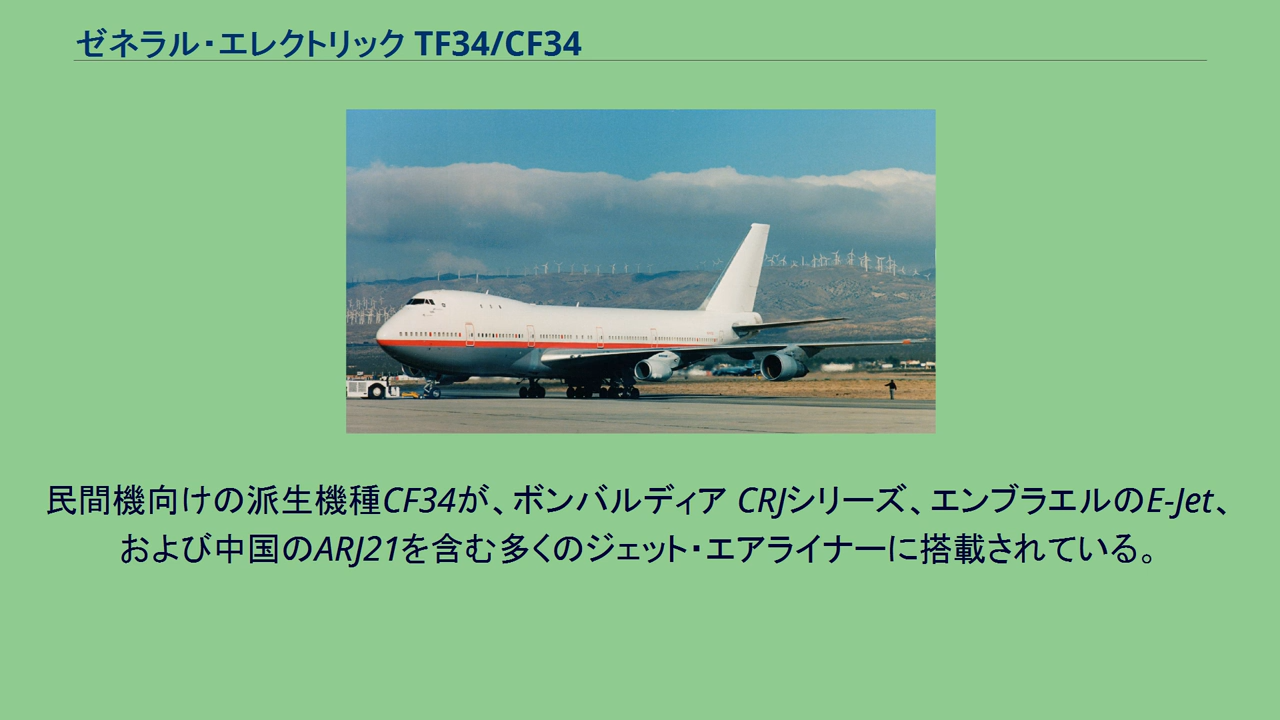 ゼネラル・エレクトリック TF34/CF34
民間機向けの派生機種CF34が、ボンバルディア CRJシリーズ、エンブラエルのE-Jet、
および中国のARJ21を含む多くのジェット・エアライナーに搭載されている。